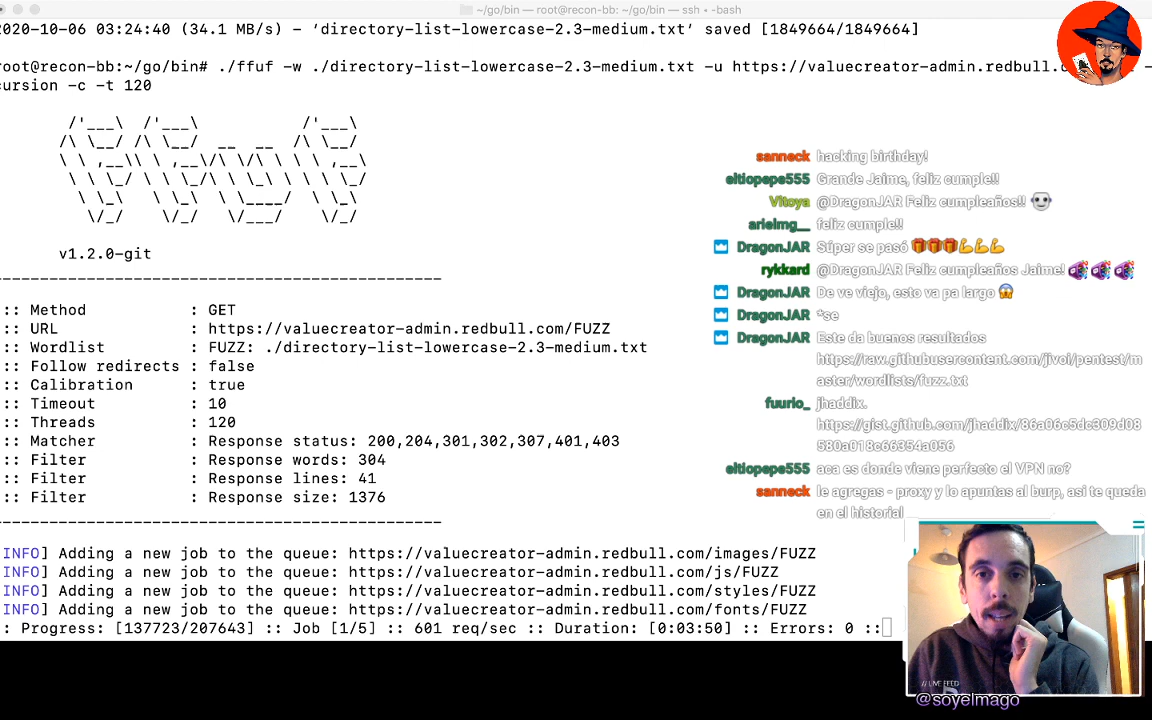 ~/go/bin — root@recon-bb: ~/go/bin — ssh • -bash
2020-10-06 03:24:40 (34.1 MB/s) – ‘directory-list-lowercase-2.3-medium.txt’ saved [1849664/1849664]
root@recon-bb:~/go/bin# ./ffuf -w ./directory-list-lowercase-2.3-medium.txt -u https://valuecreator-admin.redbull.
cursion -c -t 120
v1.2.0-git
:: Method : GET
:: URL : https://valuecreator-admin.redbull.com/FUZZ
:: Wordlist : FUZZ: ./directory-list-lowercase-2.3-medium.txt
:: Follow redirects : false
:: Calibration : true
:: Timeout : 10
:: Threads : 120
:: Matcher : Response status: 200,204,301,302,307,401,403
:: Filter : Response words: 304
:: Filter : Response lines: 41
:: Filter : Response size: 1376
INFO] Adding a new job to the queue: https://valuecreator-admin.redbull.com/images/FUZZ
INFO] Adding a new job to the queue: https://valuecreator-admin.redbull.com/js/FUZZ
INFO] Adding a new job to the queue: https://valuecreator-admin.redbull.com/styles/FUZZ
INFO] Adding a new job to the queue: https://valuecreator-admin.redbull.com/fonts/FUZZ
: Progress: [137723/207643] :: Job [1/5] :: 601 req/sec :: Duration: [0:03:50] :: Errors: 0 ::
sanneck hacking birthday!
eltiopepe555 Grande Jaime, feliz cumple!!
Vitoya @DragonJAR Feliz cumpleaños!!
arielmg__ feliz cumple!!
DragonJAR Súper se pasó 🎁🎁🎁💪💪💪
rykkard @DragonJAR Feliz cumpleaños Jaime!
DragonJAR De ve viejo, esto va pa largo 😱
DragonJAR *se
DragonJAR Este da buenos resultados
https://raw.githubusercontent.com/jivoi/pentest/m
aster/wordlists/fuzz.txt
fuurio_ jhaddix.
https://gist.github.com/jhaddix/86a06c5dc309d08
580a018c66354a056
eltiopepe555 aca es donde viene perfecto el VPN no?
sanneck le agregas - proxy y lo apuntas al burp, asi te queda
en el historial
// LIVE FEED
@soyelmago